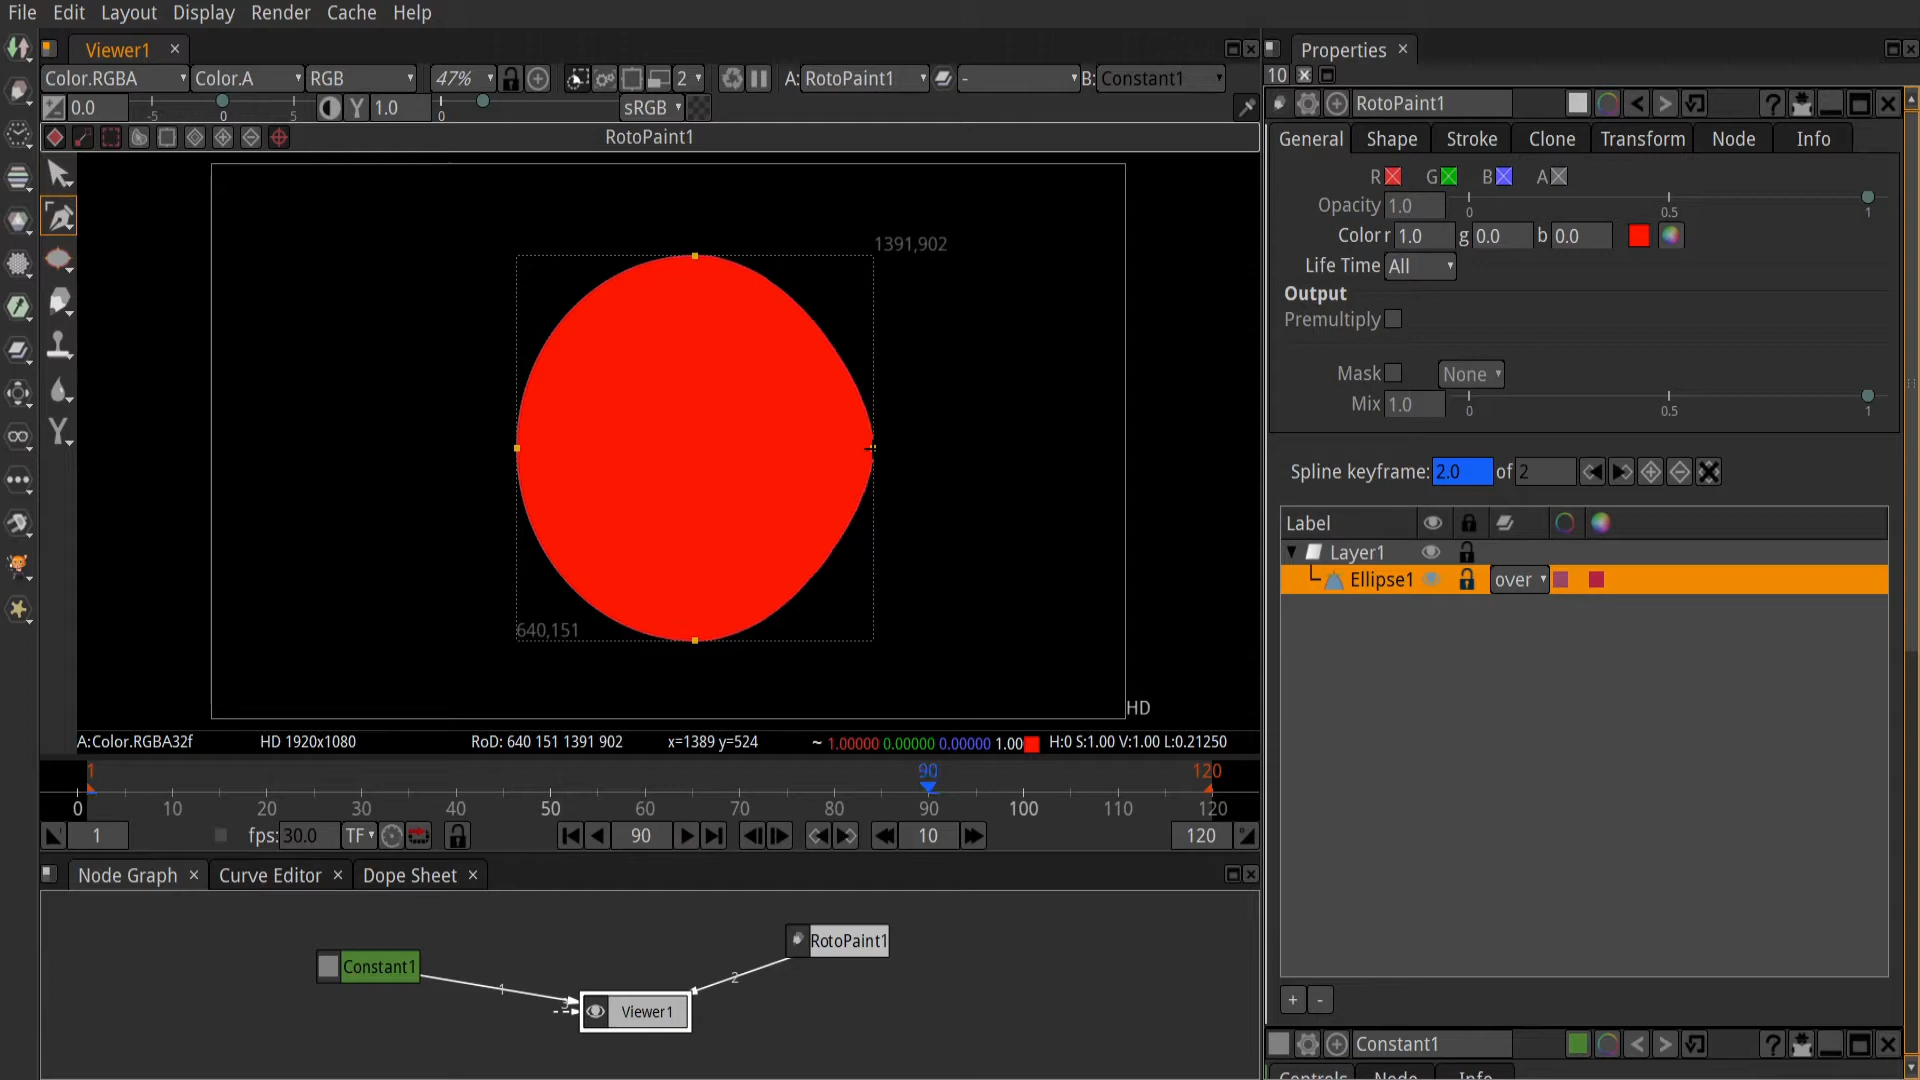 File Edit Layout Display Render Cache Help
Viewer1
Properties
Color.RGBA Color.A RGB 47% 2 A: RotoPaint1 - B: Constant1
10
0.0 -5 0 5 Y 1.0 0 sRGB
RotoPaint1
RotoPaint1
General Shape Stroke Clone Transform Node Info
R G B A
Opacity 1.0 0 0.5 1
Color r 1.0 g 0.0 b 0.0
Life Time All
Output
Premultiply
Mask None
Mix 1.0 0 0.5 1
Spline keyframe: 2.0 of 2
Label
Layer1
Ellipse1 over
1391,902
640,151
HD
A:Color.RGBA32f HD 1920x1080 RoD: 640 151 1391 902 x=1389 y=524 ~ 1.00000 0.00000 0.00000 1.00 H:0 S:1.00 V:1.00 L:0.21250
1 90 120
0 10 20 30 40 50 60 70 80 90 100 110 120
1 fps: 30.0 TF 90 10 120
Node Graph Curve Editor Dope Sheet
RotoPaint1
Constant1
1
2
Viewer1
+ -
Constant1
Controls Node Info